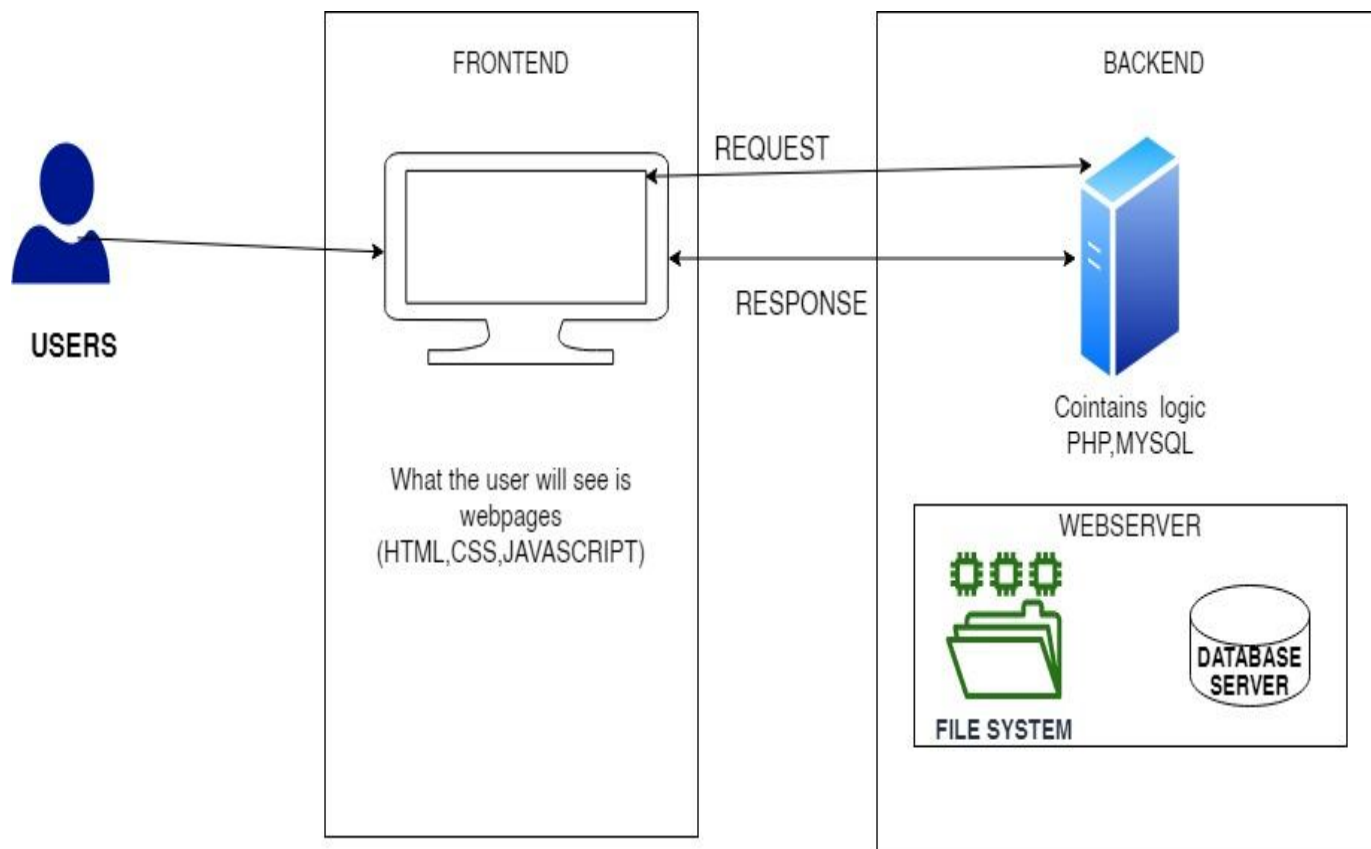 FRONTEND
BACKEND
REQUEST
RESPONSE
USERS
Cointains logic
PHP,MYSQL
What the user will see is
webpages
(HTML,CSS,JAVASCRIPT)
WEBSERVER
DATABASE
SERVER
FILE SYSTEM